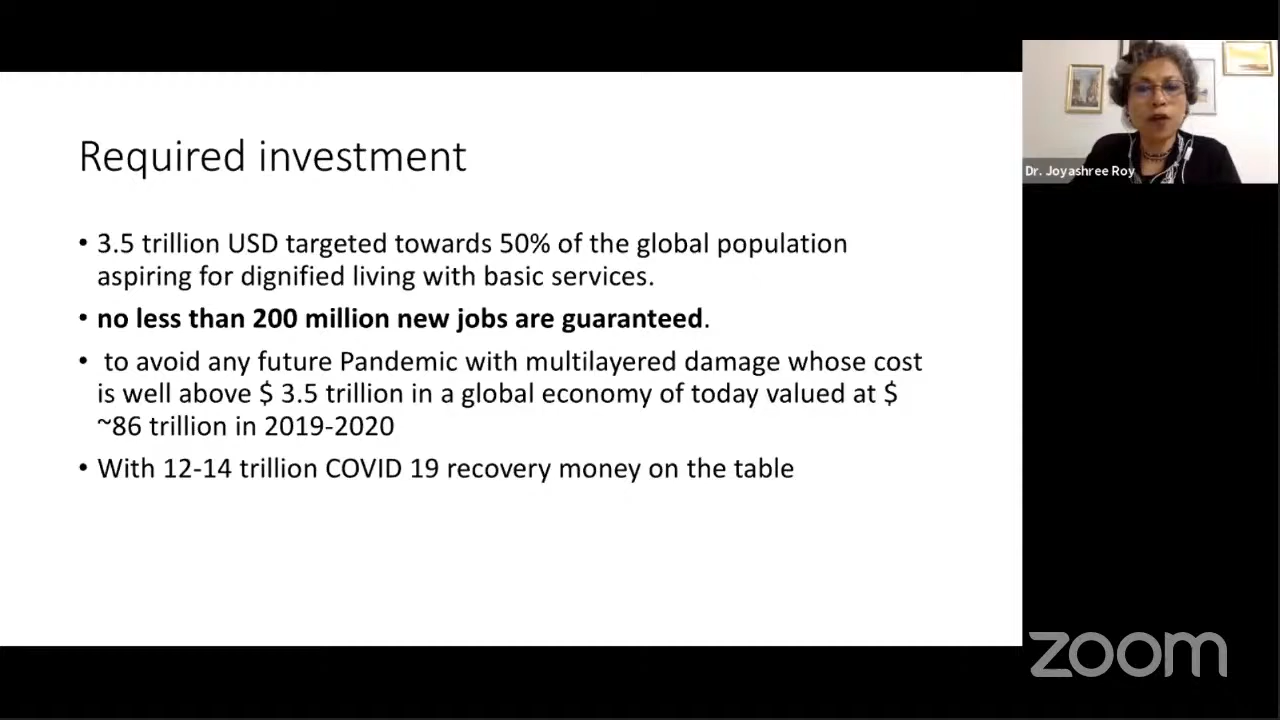 Required investment
• 3.5 trillion USD targeted towards 50% of the global population
aspiring for dignified living with basic services.
• no less than 200 million new jobs are guaranteed.
• to avoid any future Pandemic with multilayered damage whose cost
is well above $ 3.5 trillion in a global economy of today valued at $
~86 trillion in 2019-2020
• With 12-14 trillion COVID 19 recovery money on the table
Dr. Joyashree Roy
zoom